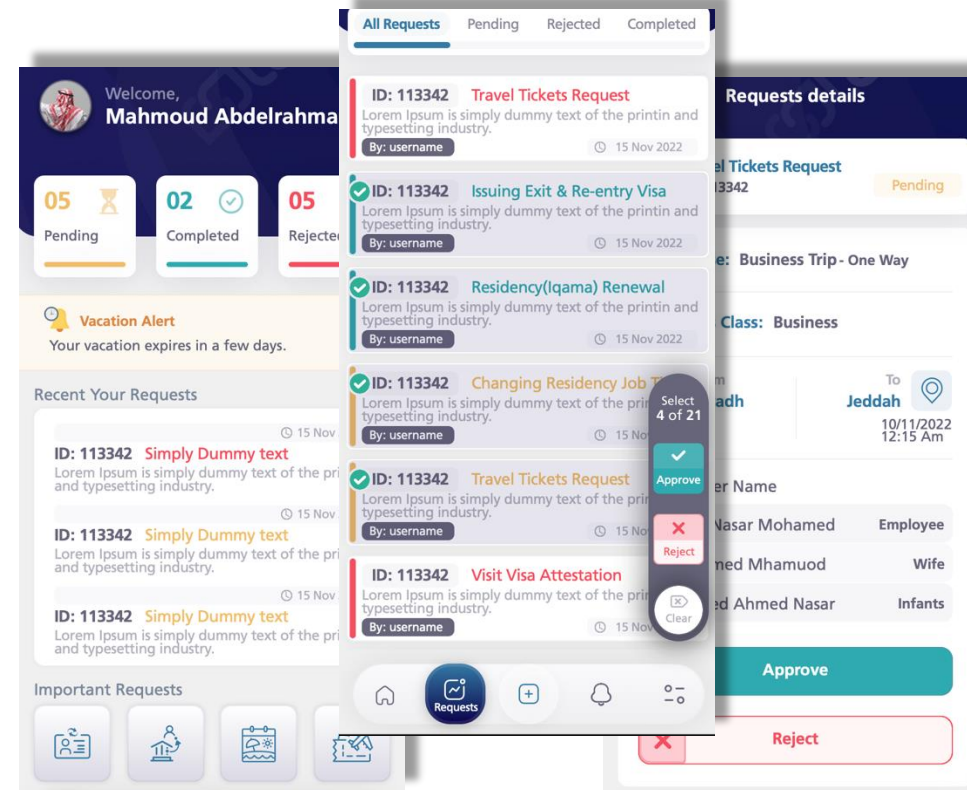 Welcome,
Mahmoud Abdelrahma
05
Pending
02
Completed
05
Rejected
Vacation Alert
Your vacation expires in a few days.
Recent Your Requests
15 Nov
ID: 113342 Simply Dummy text
Lorem Ipsum is simply dummy text of the pri
and typesetting industry.
15 Nov
ID: 113342 Simply Dummy text
Lorem Ipsum is simply dummy text of the pri
and typesetting industry.
15 Nov
ID: 113342 Simply Dummy text
Lorem Ipsum is simply dummy text of the pri
and typesetting industry.
Important Requests
All Requests Pending Rejected Completed
ID: 113342 Travel Tickets Request
Lorem Ipsum is simply dummy text of the printin and
typesetting industry.
By: username 15 Nov 2022
ID: 113342 Issuing Exit & Re-entry Visa
Lorem Ipsum is simply dummy text of the printin and
typesetting industry.
By: username 15 Nov 2022
ID: 113342 Residency(Iqama) Renewal
Lorem Ipsum is simply dummy text of the printin and
typesetting industry.
By: username 15 Nov 2022
ID: 113342 Changing Residency Job
Lorem Ipsum is simply dummy text of the prin
typesetting industry.
By: username 15 No
ID: 113342 Travel Tickets Request
Lorem Ipsum is simply dummy text of the prin
typesetting industry.
By: username 15 No
ID: 113342 Visit Visa Attestation
Lorem Ipsum is simply dummy text of the prin
typesetting industry.
By: username 15 Nov
Select
4 of 21
Approve
Reject
Clear
Requests
Requests details
el Tickets Request
13342
Pending
e: Business Trip - One Way
Class: Business
m
adh
To
Jeddah
10/11/2022
12:15 Am
er Name
Nasar Mohamed Employee
med Mhamuod Wife
ed Ahmed Nasar Infants
Approve
Reject